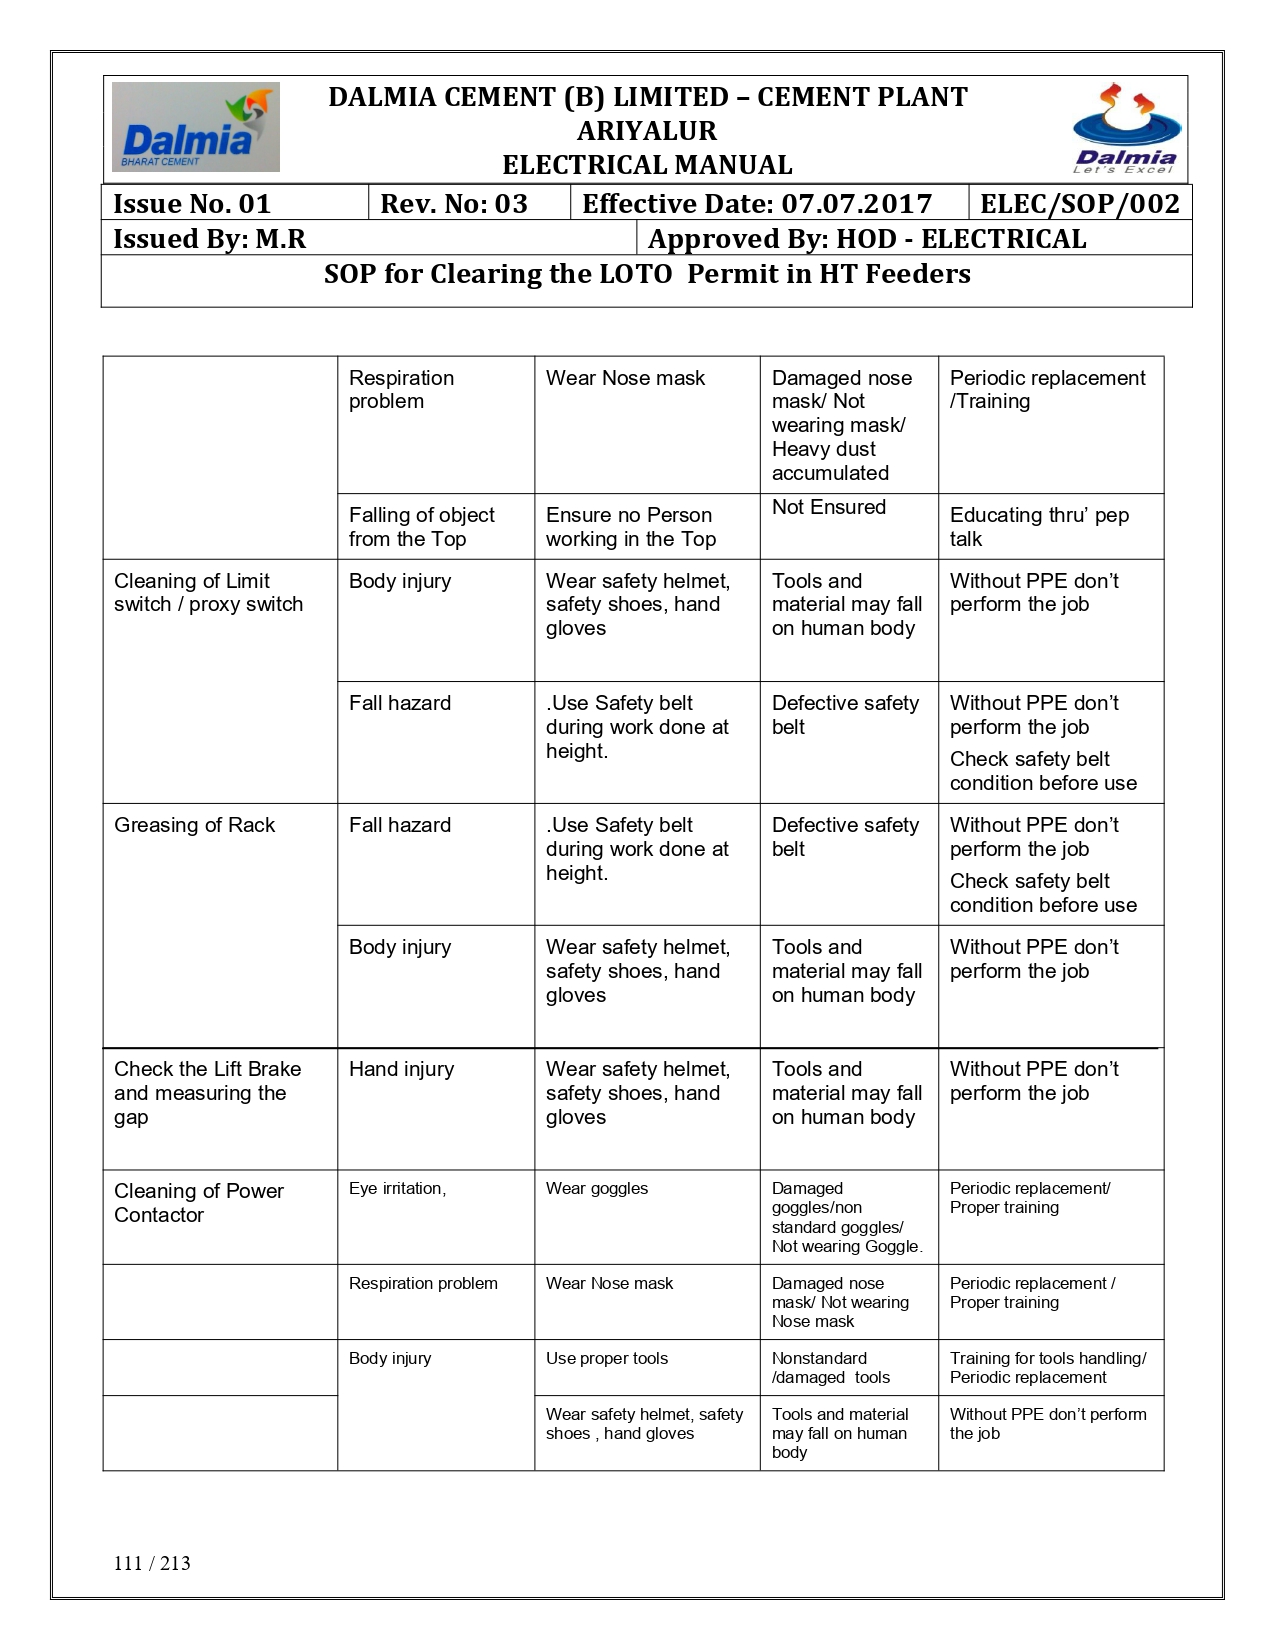 Dalmia
BHARAT CEMENT
DALMIA CEMENT (B) LIMITED – CEMENT PLANT
ARIYALUR
ELECTRICAL MANUAL
Dalmia
Let's Excel
Issue No. 01 Rev. No: 03 Effective Date: 07.07.2017 ELEC/SOP/002
Issued By: M.R Approved By: HOD - ELECTRICAL
SOP for Clearing the LOTO  Permit in HT Feeders
Respiration
problem
Wear Nose mask
Damaged nose
mask/ Not
wearing mask/
Heavy dust
accumulated
Periodic replacement
/Training
Falling of object
from the Top
Ensure no Person
working in the Top
Not Ensured
Educating thru’ pep
talk
Cleaning of Limit
switch / proxy switch
Body injury
Wear safety helmet,
safety shoes, hand
gloves
Tools and
material may fall
on human body
Without PPE don’t
perform the job
Fall hazard
.Use Safety belt
during work done at
height.
Defective safety
belt
Without PPE don’t
perform the job
Check safety belt
condition before use
Greasing of Rack
Fall hazard
.Use Safety belt
during work done at
height.
Defective safety
belt
Without PPE don’t
perform the job
Check safety belt
condition before use
Body injury
Wear safety helmet,
safety shoes, hand
gloves
Tools and
material may fall
on human body
Without PPE don’t
perform the job
Check the Lift Brake
and measuring the
gap
Hand injury
Wear safety helmet,
safety shoes, hand
gloves
Tools and
material may fall
on human body
Without PPE don’t
perform the job
Cleaning of Power
Contactor
Eye irritation,
Wear goggles
Damaged
goggles/non
standard goggles/
Not wearing Goggle.
Periodic replacement/
Proper training
Respiration problem
Wear Nose mask
Damaged nose
mask/ Not wearing
Nose mask
Periodic replacement /
Proper training
Body injury
Use proper tools
Nonstandard
/damaged  tools
Training for tools handling/
Periodic replacement
Wear safety helmet, safety
shoes , hand gloves
Tools and material
may fall on human
body
Without PPE don’t perform
the job
111 / 213